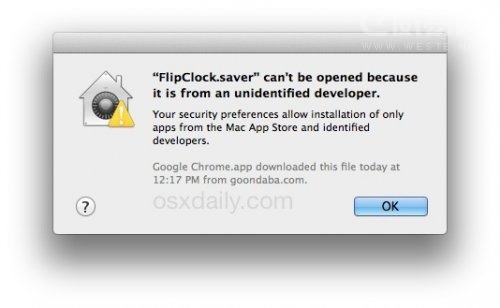 “FlipClock.saver” can't be opened because
it is from an unidentified developer.
Your security preferences allow installation of only
apps from the Mac App Store and identified
developers.
Google Chrome.app downloaded this file today at
12:17 PM from goondaba.com.
?
osxdaily.com
OK